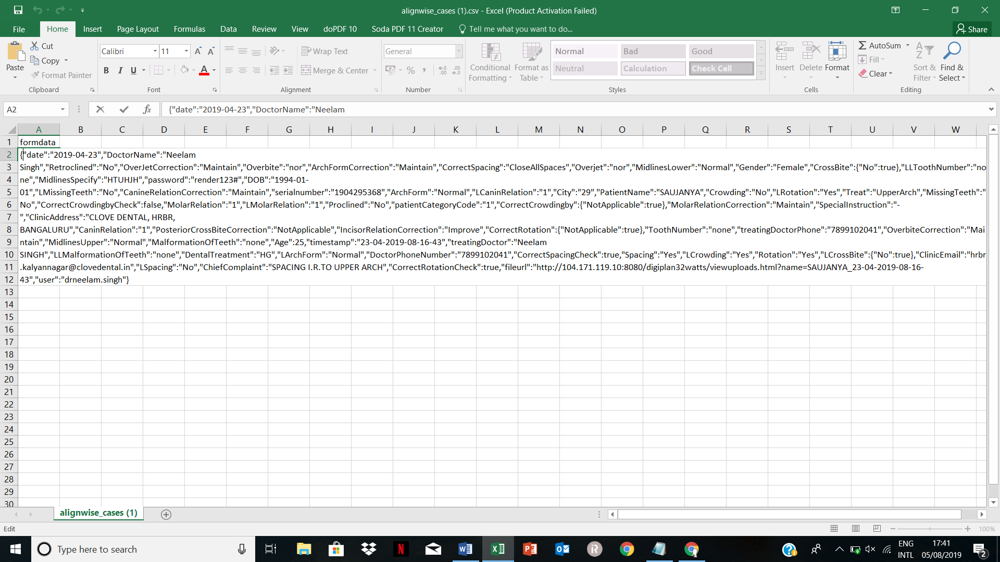 alignwise_cases (1).csv - Excel (Product Activation Failed)
File Home Insert Page Layout Formulas Data Review View doPDF 10 Soda PDF 11 Creator Tell me what you want to do... Share
Paste
Cut
Copy
Format Painter
Clipboard
Calibri 11
B I U
Font
Wrap Text
Merge & Center
Alignment
General
Number
Conditional Formatting
Format as Table
Normal Bad Good
Neutral Calculation Check Cell
Styles
Insert Delete Format
Cells
AutoSum
Fill
Clear
Sort & Filter
Find & Select
Editing
A2 fx {"date":"2019-04-23","DoctorName":"Neelam
A B C D E F G H I J K L M N O P Q R S T U V W
1 formdata
2 {"date":"2019-04-23","DoctorName":"Neelam
3 Singh","Retroclined":"No","OverJetCorrection":"Maintain","Overbite":"nor","ArchFormCorrection":"Maintain","CorrectSpacing":"CloseAllSpaces","Overjet":"nor","MidlinesLower":"Normal","Gender":"Female","CrossBite":{"No":true},"LLToothNumber":"no
4 ne","MidlinesSpecify":"HTUHJH","password":"render123#","DOB":"1994-01-
5 01","LMissingTeeth":"No","CanineRelationCorrection":"Maintain","serialnumber":"1904295368","ArchForm":"Normal","LCaninRelation":"1","City":"29","PatientName":"SAUJANYA","Crowding":"No","LRotation":"Yes","Treat":"UpperArch","MissingTeeth":"
6 No","CorrectCrowdingbyCheck":false,"MolarRelation":"1","LMolarRelation":"1","Proclined":"No","patientCategoryCode":"1","CorrectCrowdingby":{"NotApplicable":true},"MolarRelationCorrection":"Maintain","SpecialInstruction":"-
7 ","ClinicAddress":"CLOVE DENTAL, HRBR,
8 BANGALURU","CaninRelation":"1","PosteriorCrossBiteCorrection":"NotApplicable","IncisorRelationCorrection":"Improve","CorrectRotation":{"NotApplicable":true},"ToothNumber":"none","treatingDoctorPhone":"7899102041","OverbiteCorrection":"Mai
9 ntain","MidlinesUpper":"Normal","MalformationOfTeeth":"none","Age":25,"timestamp":"23-04-2019-08-16-43","treatingDoctor":"Neelam
10 SINGH","LLMalformationOfTeeth":"none","DentalTreatment":"HG","LArchForm":"Normal","DoctorPhoneNumber":"7899102041","CorrectSpacingCheck":true,"Spacing":"Yes","LCrowding":"Yes","Rotation":"Yes","LCrossBite":{"No":true},"ClinicEmail":"hrbr
11 .kalyannagar@clovedental.in","LSpacing":"No","ChiefComplaint":"SPACING I.R.TO UPPER ARCH","CorrectRotationCheck":true,"fileurl":"http://104.171.119.10:8080/digiplan32watts/viewuploads.html?name=SAUJANYA_23-04-2019-08-16-
12 43","user":"drneelam.singh"}
13
14
15
16
17
18
19
20
21
22
23
24
25
26
27
28
29
30
alignwise_cases (1)
Edit 100%
Type here to search
ENG
INTL
17:41
05/08/2019
2